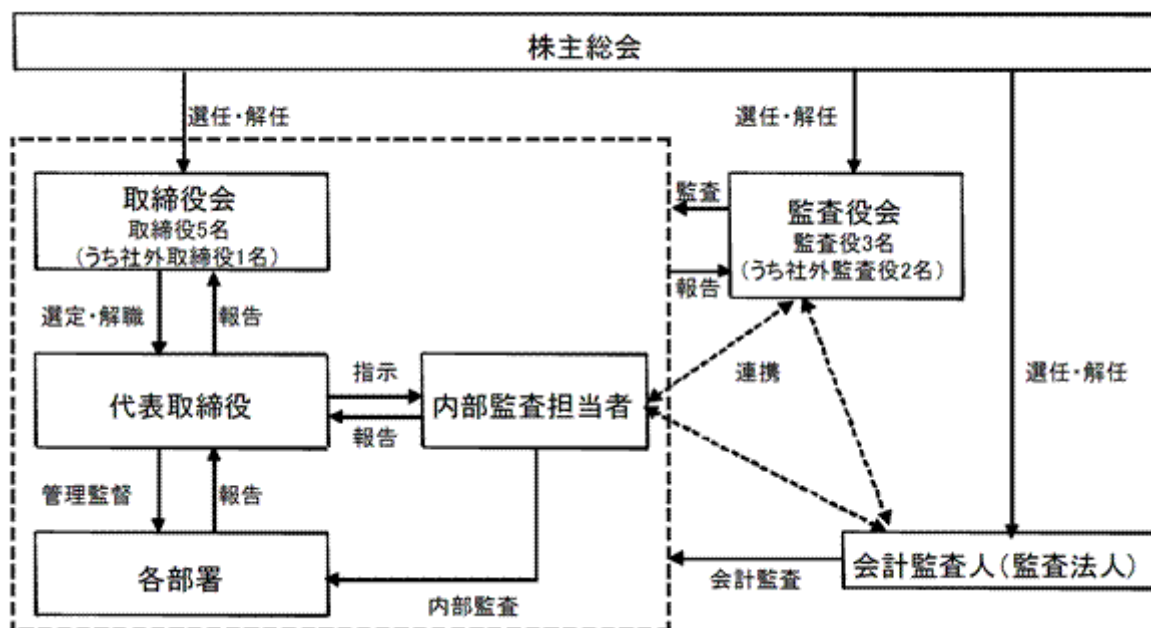 株主総会
選任・解任
選任・解任
取締役会
取締役5名
(うち社外取締役1名)
監査
監査役会
監査役3名
(うち社外監査役2名)
報告
選定・解職
報告
指示
連携
選任・解任
代表取締役
内部監査担当者
報告
管理監督
報告
各部署
会計監査人(監査法人)
会計監査
内部監査